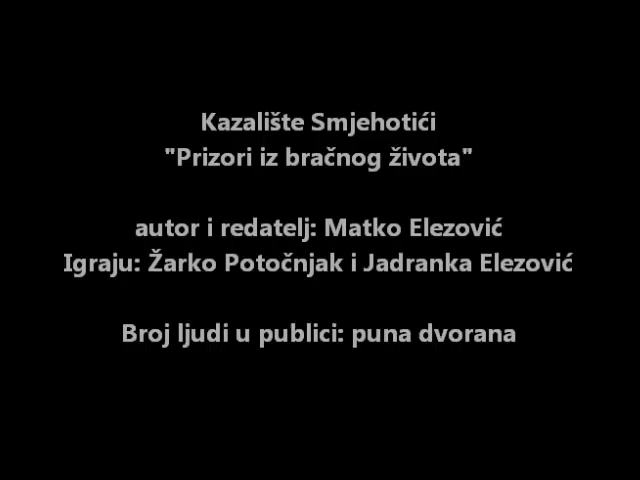 Kazalište Smjehotići
"Prizori iz bračnog života"
autor i redatelj: Matko Elezović
Igraju: Žarko Potočnjak i Jadranka Elezović
Broj ljudi u publici: puna dvorana